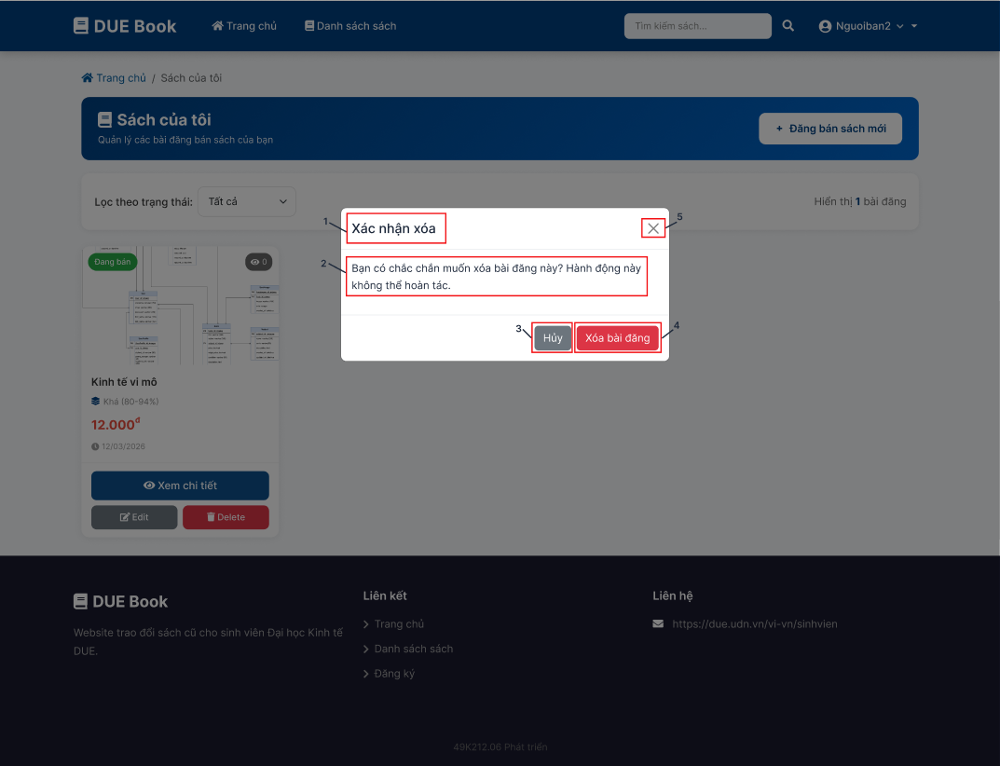 DUE Book
Trang chủ
Danh sách sách
Tìm kiếm sách...
Nguoiban2
Trang chủ / Sách của tôi
Sách của tôi
Quản lý các bài đăng bán sách của bạn
+ Đăng bán sách mới
Lọc theo trạng thái:
Tất cả
Hiển thị 1 bài đăng
1
Xác nhận xóa
5
2
Bạn có chắc chắn muốn xóa bài đăng này? Hành động này
không thể hoàn tác.
3
Hủy
Xóa bài đăng
4
Đang bán
0
Kinh tế vi mô
Khá (80-94%)
12.000đ
12/03/2026
Xem chi tiết
Edit
Delete
DUE Book
Website trao đổi sách cũ cho sinh viên Đại học Kinh tế
DUE.
Liên kết
Trang chủ
Danh sách sách
Đăng ký
Liên hệ
https://due.udn.vn/vi-vn/sinhvien
49K212.06 Phát triển